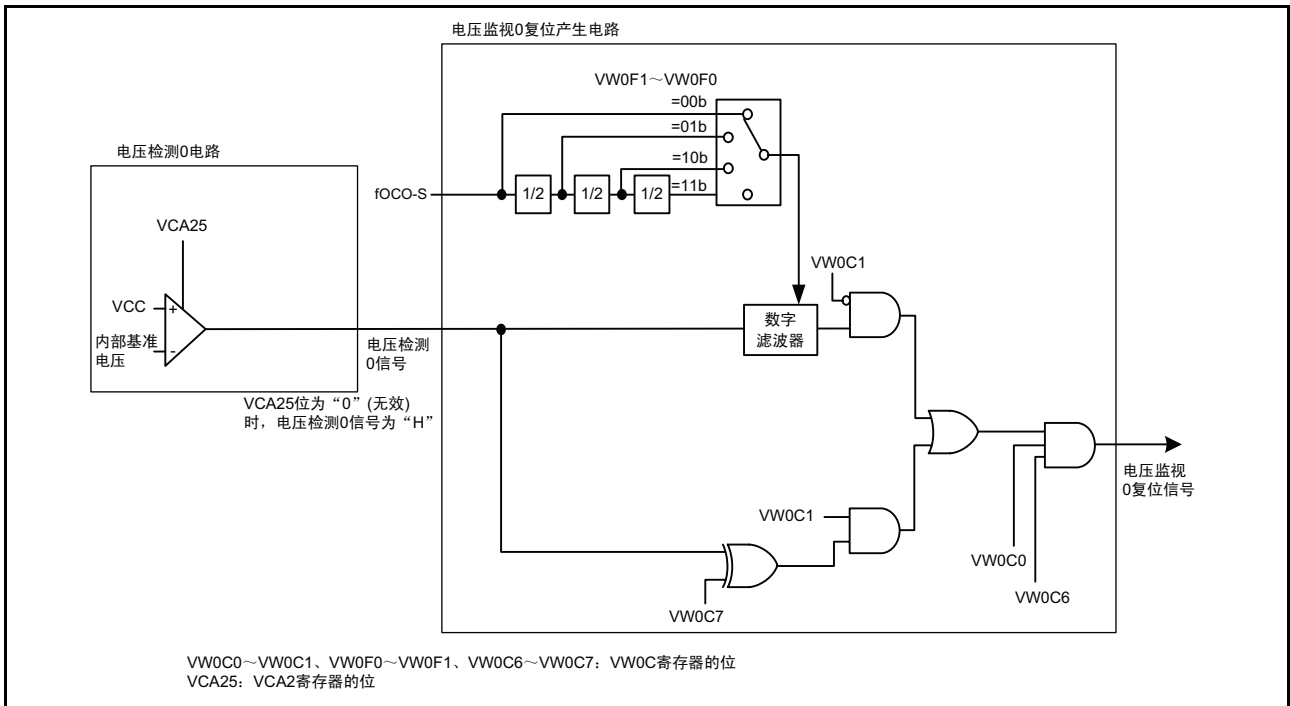 电压监视0复位产生电路
VW0F1～VW0F0
=00b
=01b
=10b
=11b
电压检测0电路
fOCO-S
1/2
1/2
1/2
VCA25
VW0C1
VCC
+
内部基准
电压
-
数字
滤波器
电压检测
0信号
VCA25位为“0”(无效)
时，电压检测0信号为“H”
电压监视
0复位信号
VW0C1
VW0C0
VW0C6
VW0C7
VW0C0～VW0C1、VW0F0～VW0F1、VW0C6～VW0C7：VW0C寄存器的位
VCA25：VCA2寄存器的位